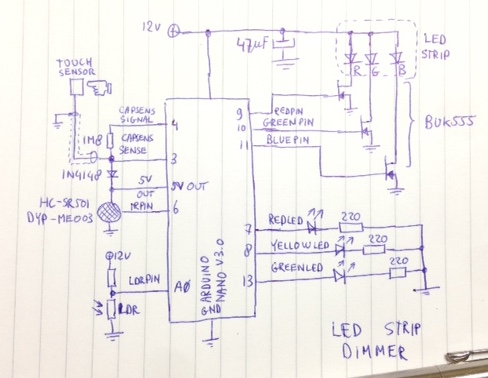 12V
47µF
LED
STRIP
R G B
TOUCH
SENSOR
CAPSENS
SIGNAL
4
9
REDPIN
10
GREENPIN
11
BLUEPIN
BUK555
1M8
CAPSENS
SENSE
3
1N4148
5V
5V OUT
OUT
HC-SR501
DYP-ME003
IRPIN
6
7
REDLED
220
8
YELLOWLED
220
13
GREENLED
220
+12V
LDRPIN
A0
LDR
ARDUINO
NANO V3.0
GND
LED STRIP
DIMMER